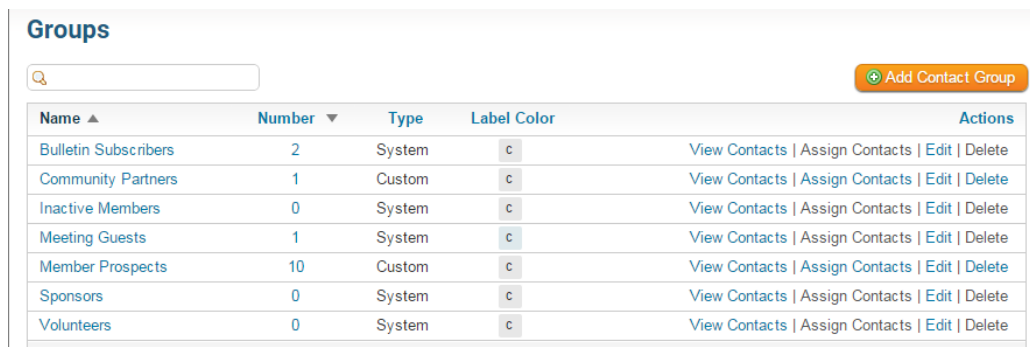 Groups
Add Contact Group
Name ▲ Number ▼ Type Label Color Actions
Bulletin Subscribers 2 System c View Contacts | Assign Contacts | Edit | Delete
Community Partners 1 Custom c View Contacts | Assign Contacts | Edit | Delete
Inactive Members 0 System c View Contacts | Assign Contacts | Edit | Delete
Meeting Guests 1 System c View Contacts | Assign Contacts | Edit | Delete
Member Prospects 10 Custom c View Contacts | Assign Contacts | Edit | Delete
Sponsors 0 System c View Contacts | Assign Contacts | Edit | Delete
Volunteers 0 System c View Contacts | Assign Contacts | Edit | Delete